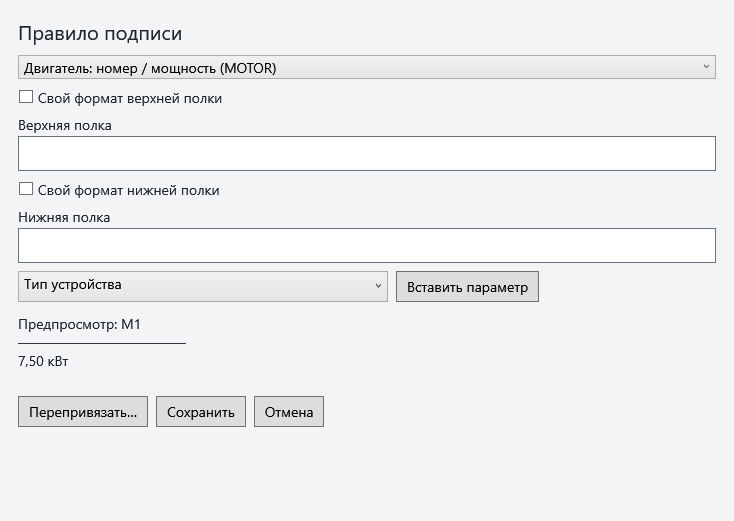 Правило подписи
Двигатель: номер / мощность (MOTOR)
Свой формат верхней полки
Верхняя полка
Свой формат нижней полки
Нижняя полка
Тип устройства
Вставить параметр
Предпросмотр: M1
7,50 кВт
Перепривязать... Сохранить Отмена